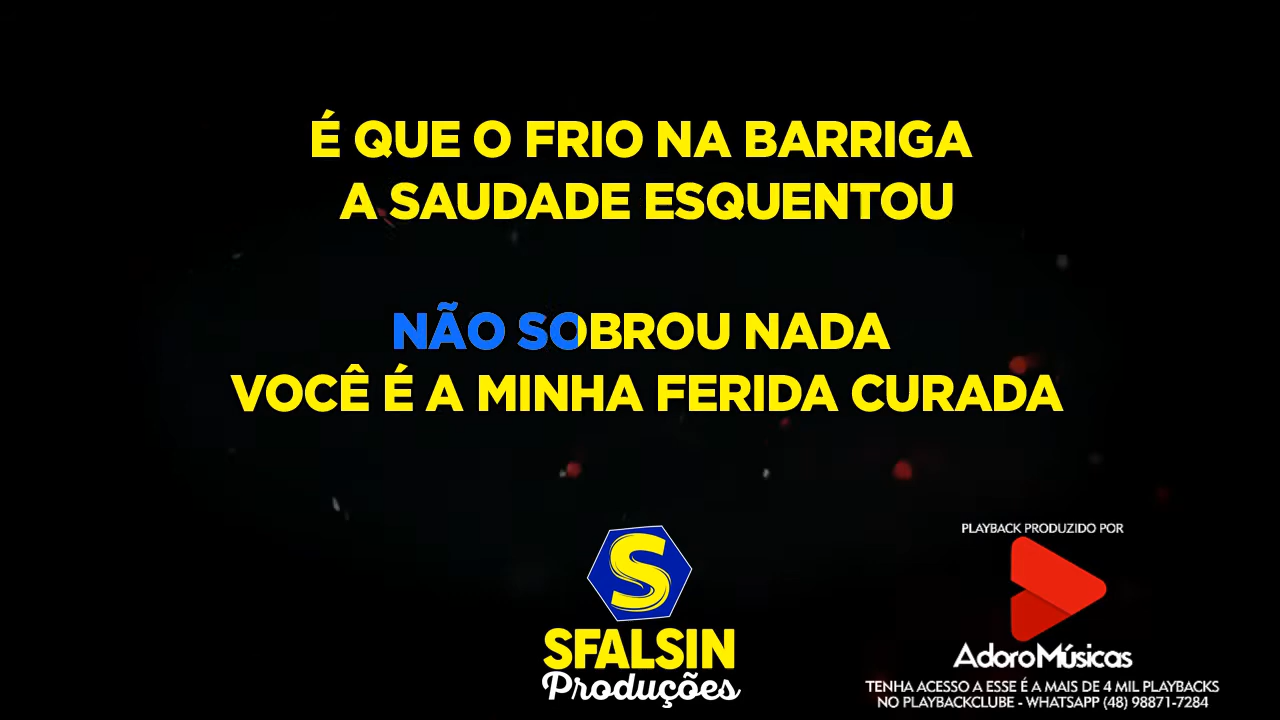 É QUE O FRIO NA BARRIGA
A SAUDADE ESQUENTOU
NÃO SOBROU NADA
VOCÊ É A MINHA FERIDA CURADA
S
SFALSIN
Produções
PLAYBACK PRODUZIDO POR
AdoroMúsicas
TENHA ACESSO A ESSE É A MAIS DE 4 MIL PLAYBACKS
NO PLAYBACKCLUBE - WHATSAPP (48) 98871-7284